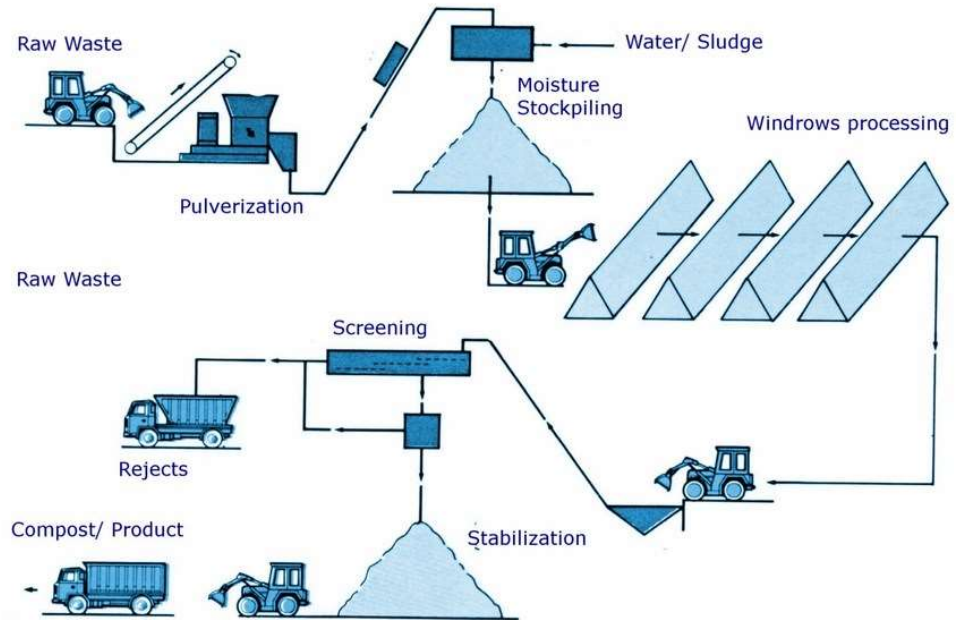 Raw Waste
Water/ Sludge
Moisture
Stockpiling
Windrows processing
Pulverization
Raw Waste
Screening
Rejects
Compost/ Product
Stabilization